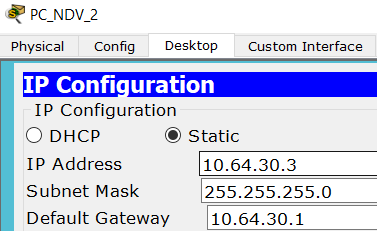 PC_NDV_2
Physical Config Desktop Custom Interface
IP Configuration
IP Configuration
DHCP Static
IP Address 10.64.30.3
Subnet Mask 255.255.255.0
Default Gateway 10.64.30.1